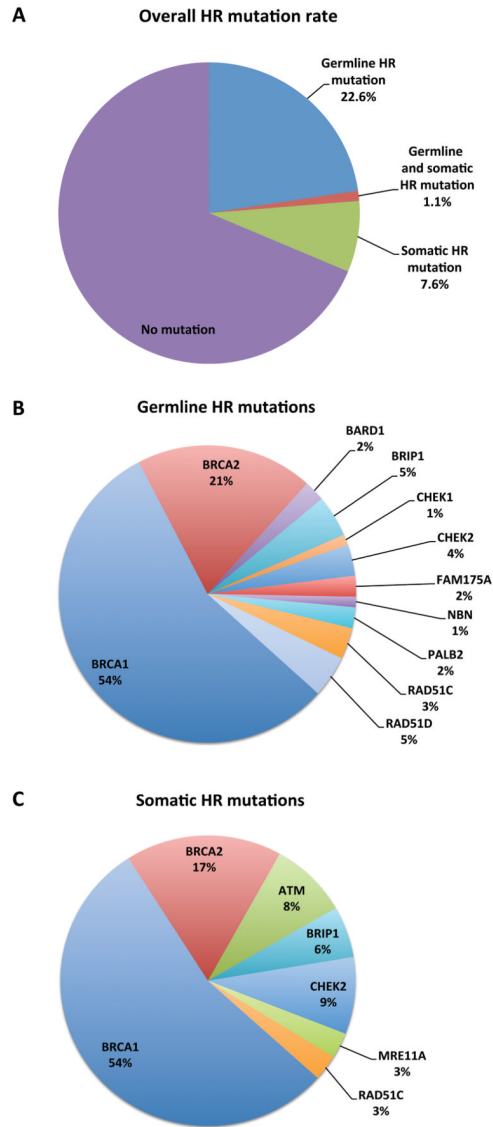 A
Overall HR mutation rate
Germline HR
mutation
22.6%
Germline
and somatic
HR mutation
1.1%
Somatic HR
mutation
7.6%
No mutation
B
Germline HR mutations
BARD1
2%
BRIP1
5%
CHEK1
1%
CHEK2
4%
FAM175A
2%
NBN
1%
PALB2
2%
RAD51C
3%
RAD51D
5%
BRCA1
54%
BRCA2
21%
C
Somatic HR mutations
BRCA2
17%
ATM
8%
BRIP1
6%
CHEK2
9%
MRE11A
3%
RAD51C
3%
BRCA1
54%